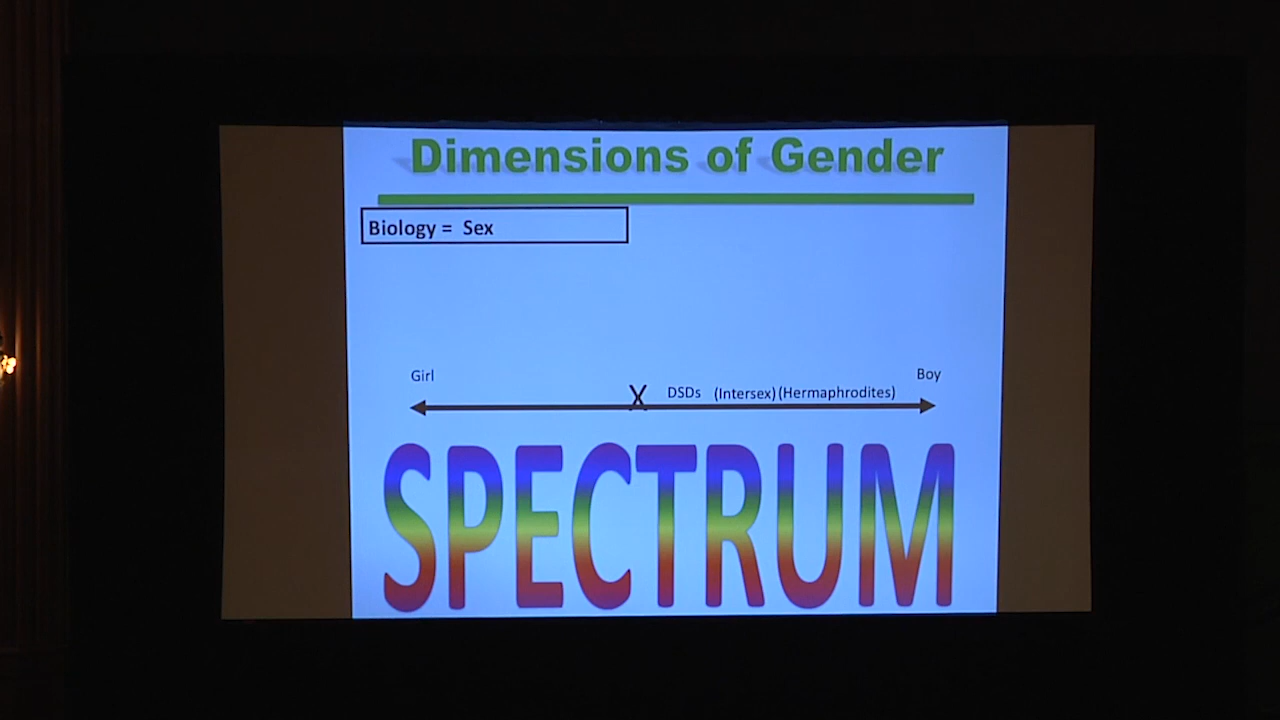 Dimensions of Gender
Biology = Sex
Girl
Boy
X DSDs (Intersex) (Hermaphrodites)
SPECTRUM